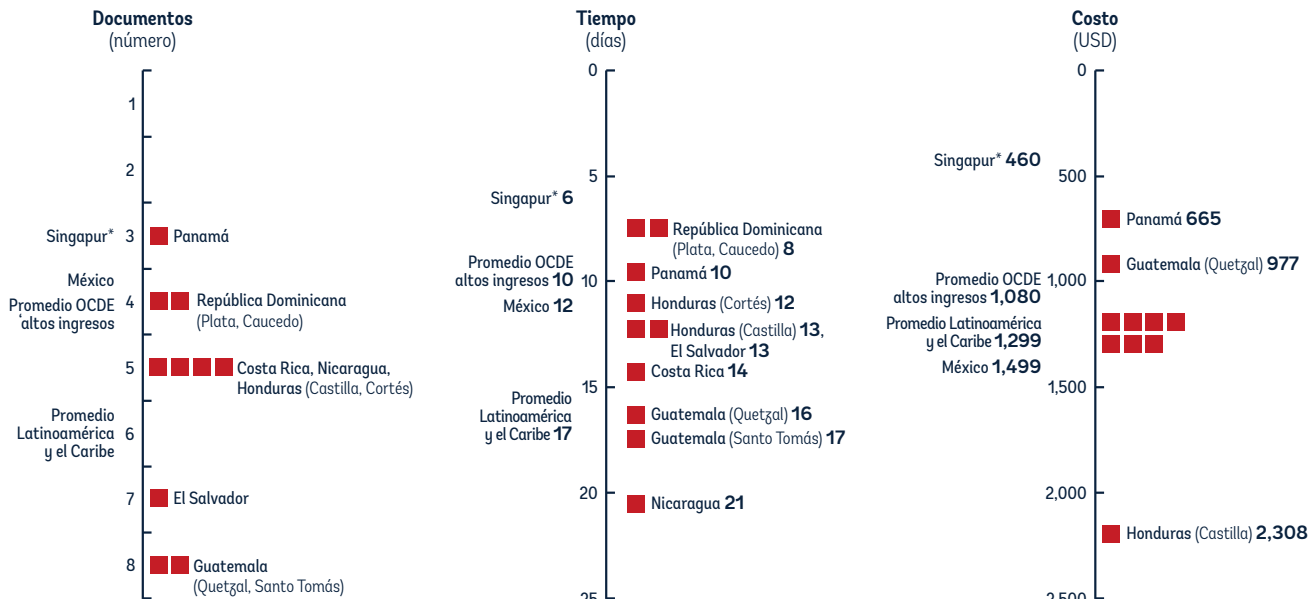 Documentos
(número)
1
2
Singapur* 3
Panamá
México
Promedio OCDE
altos ingresos
4
República Dominicana
(Plata, Caucedo)
5
Costa Rica, Nicaragua,
Honduras (Castilla, Cortés)
Promedio
Latinoamérica
y el Caribe
6
7
El Salvador
8
Guatemala
(Quetzal, Santo Tomás)
Tiempo
(días)
0
5
Singapur* 6
República Dominicana
(Plata, Caucedo) 8
Promedio OCDE
altos ingresos 10
10
Panamá 10
México 12
Honduras (Cortés) 12
Honduras (Castilla) 13,
El Salvador 13
Costa Rica 14
15
Promedio
Latinoamérica
y el Caribe 17
Guatemala (Quetzal) 16
Guatemala (Santo Tomás) 17
20
Nicaragua 21
25
Costo
(USD)
0
Singapur* 460
500
Panamá 665
Guatemala (Quetzal) 977
Promedio OCDE
altos ingresos 1,080
1,000
Promedio Latinoamérica
y el Caribe 1,299
México 1,499
1,500
2,000
Honduras (Castilla) 2,308
2,500